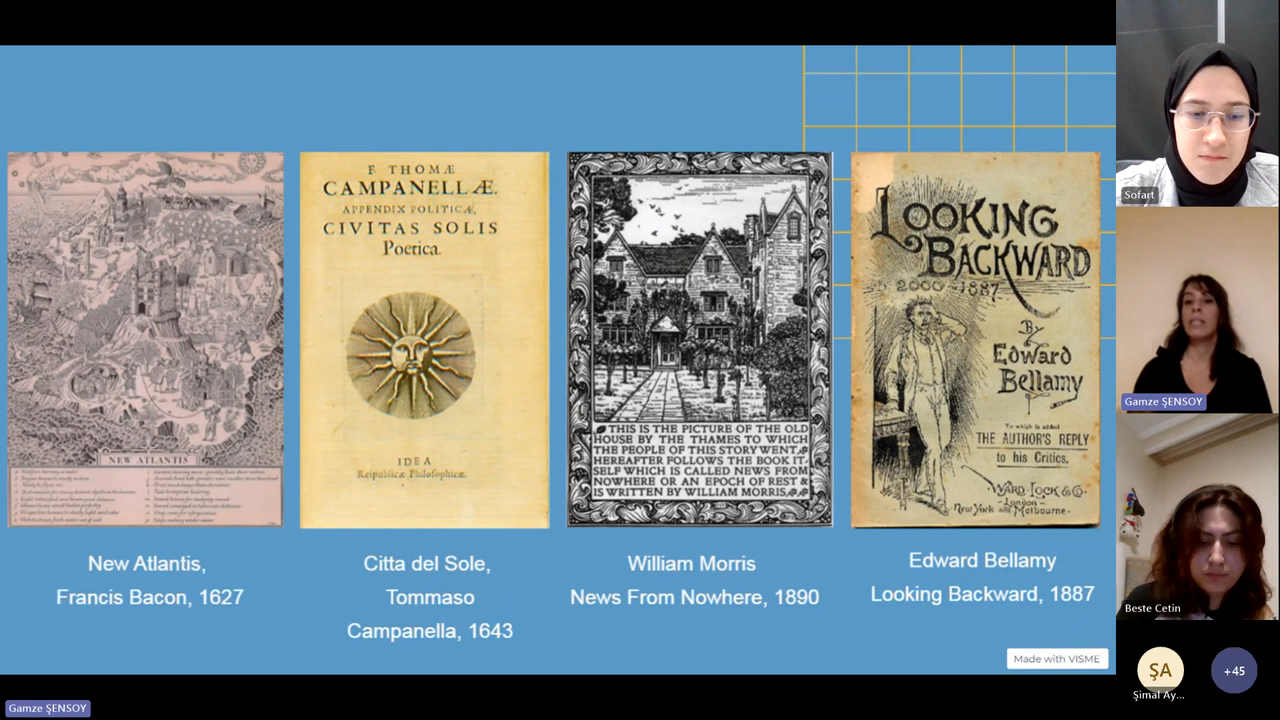 NEW ATLANTIS
New Atlantis,
Francis Bacon, 1627
F THOMÆ
CAMPANELLÆ.
APPENDIX POLITICÆ,
CIVITAS SOLIS
Poetica.
IDEA
Reipublicæ Philosophicæ.
Citta del Sole,
Tommaso
Campanella, 1643
THIS IS THE PICTURE OF THE OLD
HOUSE BY THE THAMES TO WHICH
THE PEOPLE OF THIS STORY WENT
HEREAFTER FOLLOWS THE BOOK IT-
SELF WHICH IS CALLED NEWS FROM
NOWHERE OR AN EPOCH OF REST &
IS WRITTEN BY WILLIAM MORRIS
William Morris
News From Nowhere, 1890
LOOKING
BACKWARD
2000-1887
By
Edward
Bellamy
To which is added
THE AUTHOR'S REPLY
to his Critics.
WARD·LOCK & CO.
London
New York and Melbourne
Edward Bellamy
Looking Backward, 1887
Made with VISME
Sofart
Gamze ŞENSOY
Beste Cetin
ŞA
Şimal Ay...
+45
Gamze ŞENSOY